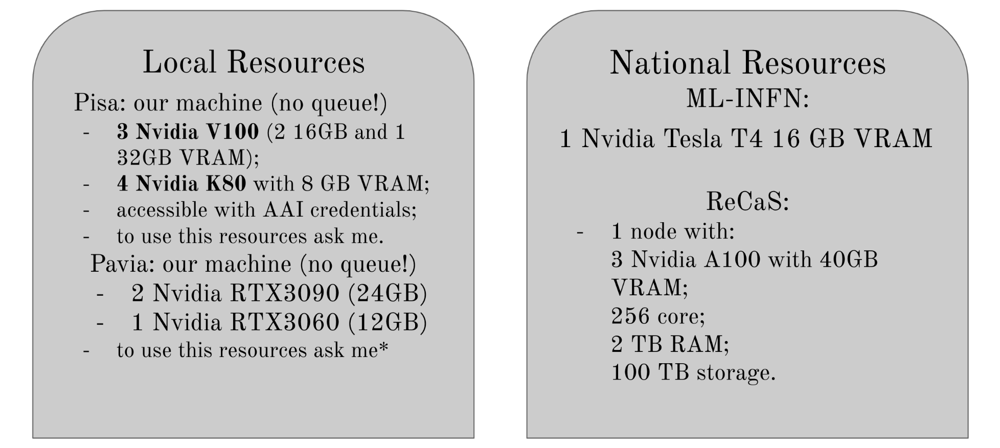 Local Resources
Pisa: our machine (no queue!)
- 3 Nvidia V100 (2 16GB and 1
32GB VRAM);
- 4 Nvidia K80 with 8 GB VRAM;
- accessible with AAI credentials;
- to use this resources ask me.
Pavia: our machine (no queue!)
- 2 Nvidia RTX3090 (24GB)
- 1 Nvidia RTX3060 (12GB)
- to use this resources ask me*
National Resources
ML-INFN:
1 Nvidia Tesla T4 16 GB VRAM
ReCaS:
- 1 node with:
3 Nvidia A100 with 40GB
VRAM;
256 core;
2 TB RAM;
100 TB storage.